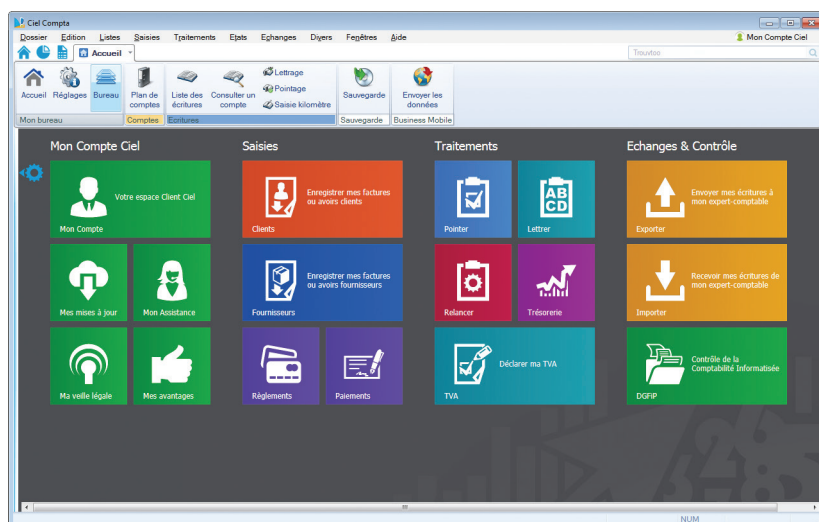 Ciel Compta
Dossier Edition Listes Saisies Traitements Etats Echanges Divers Fenêtres Aide
Mon Compte Ciel
Accueil
Trouvtoo
Accueil Réglages Bureau
Plan de comptes
Liste des écritures
Consulter un compte
Lettrage
Pointage
Saisie kilomètre
Sauvegarde
Envoyer les données
Mon bureau Comptes Ecritures Sauvegarde Business Mobile
Mon Compte Ciel
Votre espace Client Ciel
Mon Compte
Mes mises à jour
Mon Assistance
Ma veille légale
Mes avantages
Saisies
Enregistrer mes factures
ou avoirs clients
Clients
Enregistrer mes factures
ou avoirs fournisseurs
Fournisseurs
Règlements
Paiements
Traitements
Pointer
AB
CD
Lettrer
Relancer
Trésorerie
Déclarer ma TVA
TVA
Echanges & Contrôle
Envoyer mes écritures à
mon expert-comptable
Exporter
Recevoir mes écritures de
mon expert-comptable
Importer
Contrôle de la
Comptabilité Informatisée
DGFiP
NUM